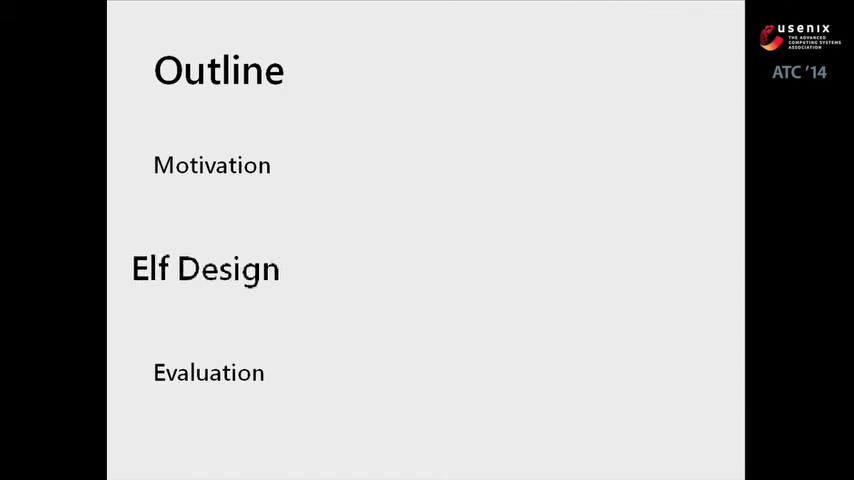 Outline
Motivation
Elf Design
Evaluation
usenix
THE ADVANCED
COMPUTING SYSTEMS
ASSOCIATION
ATC '14